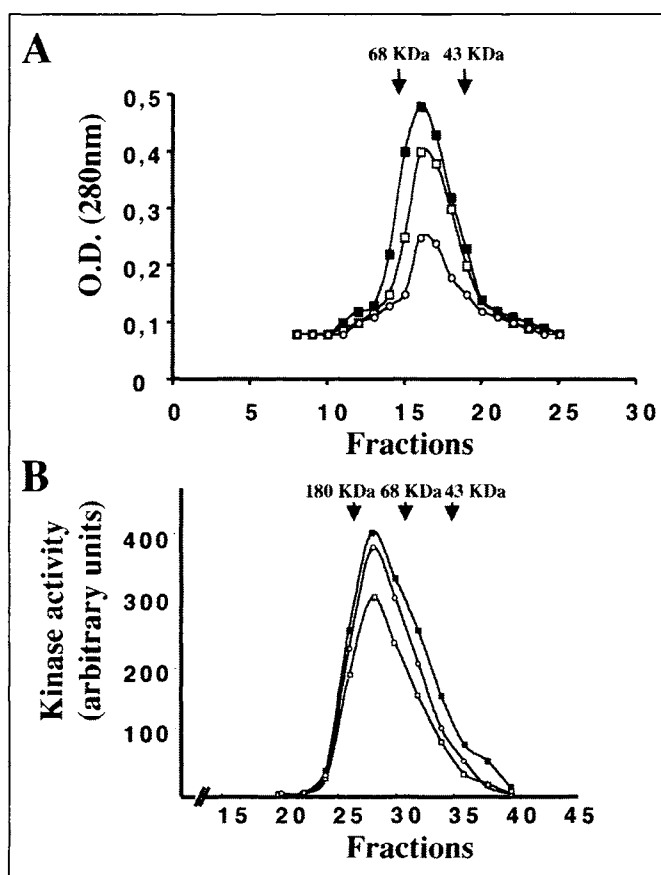 A
68 KDa 43 KDa
O.D. (280nm)
0,5
0,4
0,3
0,2
0,1
0
0 5 10 15 20 25 30
Fractions
B
180 KDa 68 KDa 43 KDa
Kinase activity
(arbitrary units)
400
300
200
100
15 20 25 30 35 40 45
Fractions